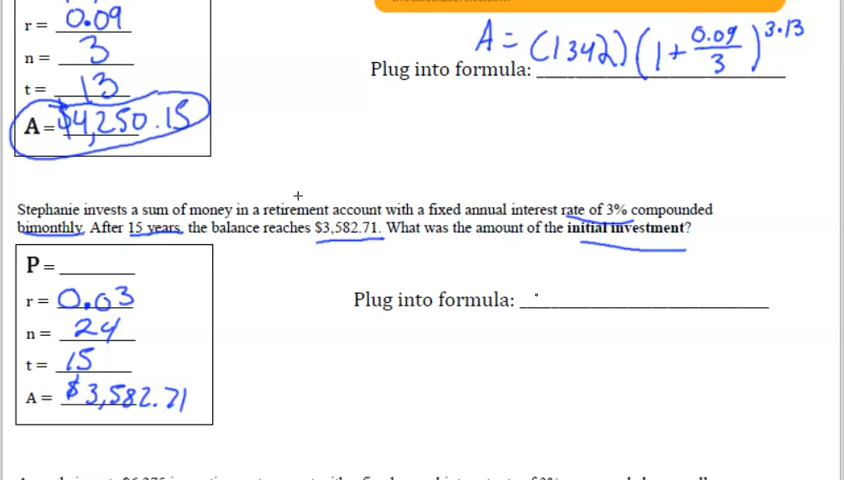 r = 0.09
n = 3
t = 13
A = $4,250.15
A = (1342)(1 + 0.09/3)^3·13
Plug into formula:
Stephanie invests a sum of money in a retirement account with a fixed annual interest rate of 3% compounded
bimonthly. After 15 years, the balance reaches $3,582.71. What was the amount of the initial investment?
P =
r = 0.03
n = 24
t = 15
A = $3,582.71
Plug into formula: